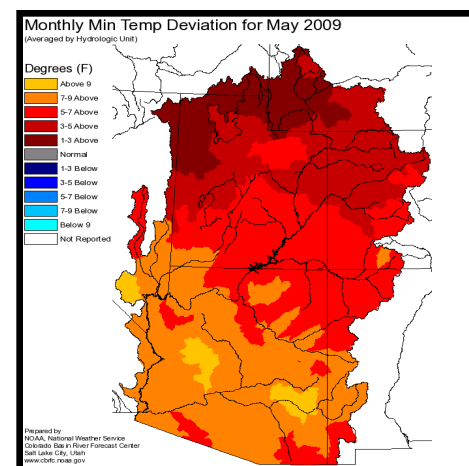 Monthly Min Temp Deviation for May 2009
(Averaged by Hydrologic Unit)
Degrees (F)
Above 9
7-9 Above
5-7 Above
3-5 Above
1-3 Above
Normal
1-3 Below
3-5 Below
5-7 Below
7-9 Below
Below 9
Not Reported
Prepared by
NOAA, National Weather Service
Colorado Basin River Forecast Center
Salt Lake City, Utah
www.cbrfc.noaa.gov